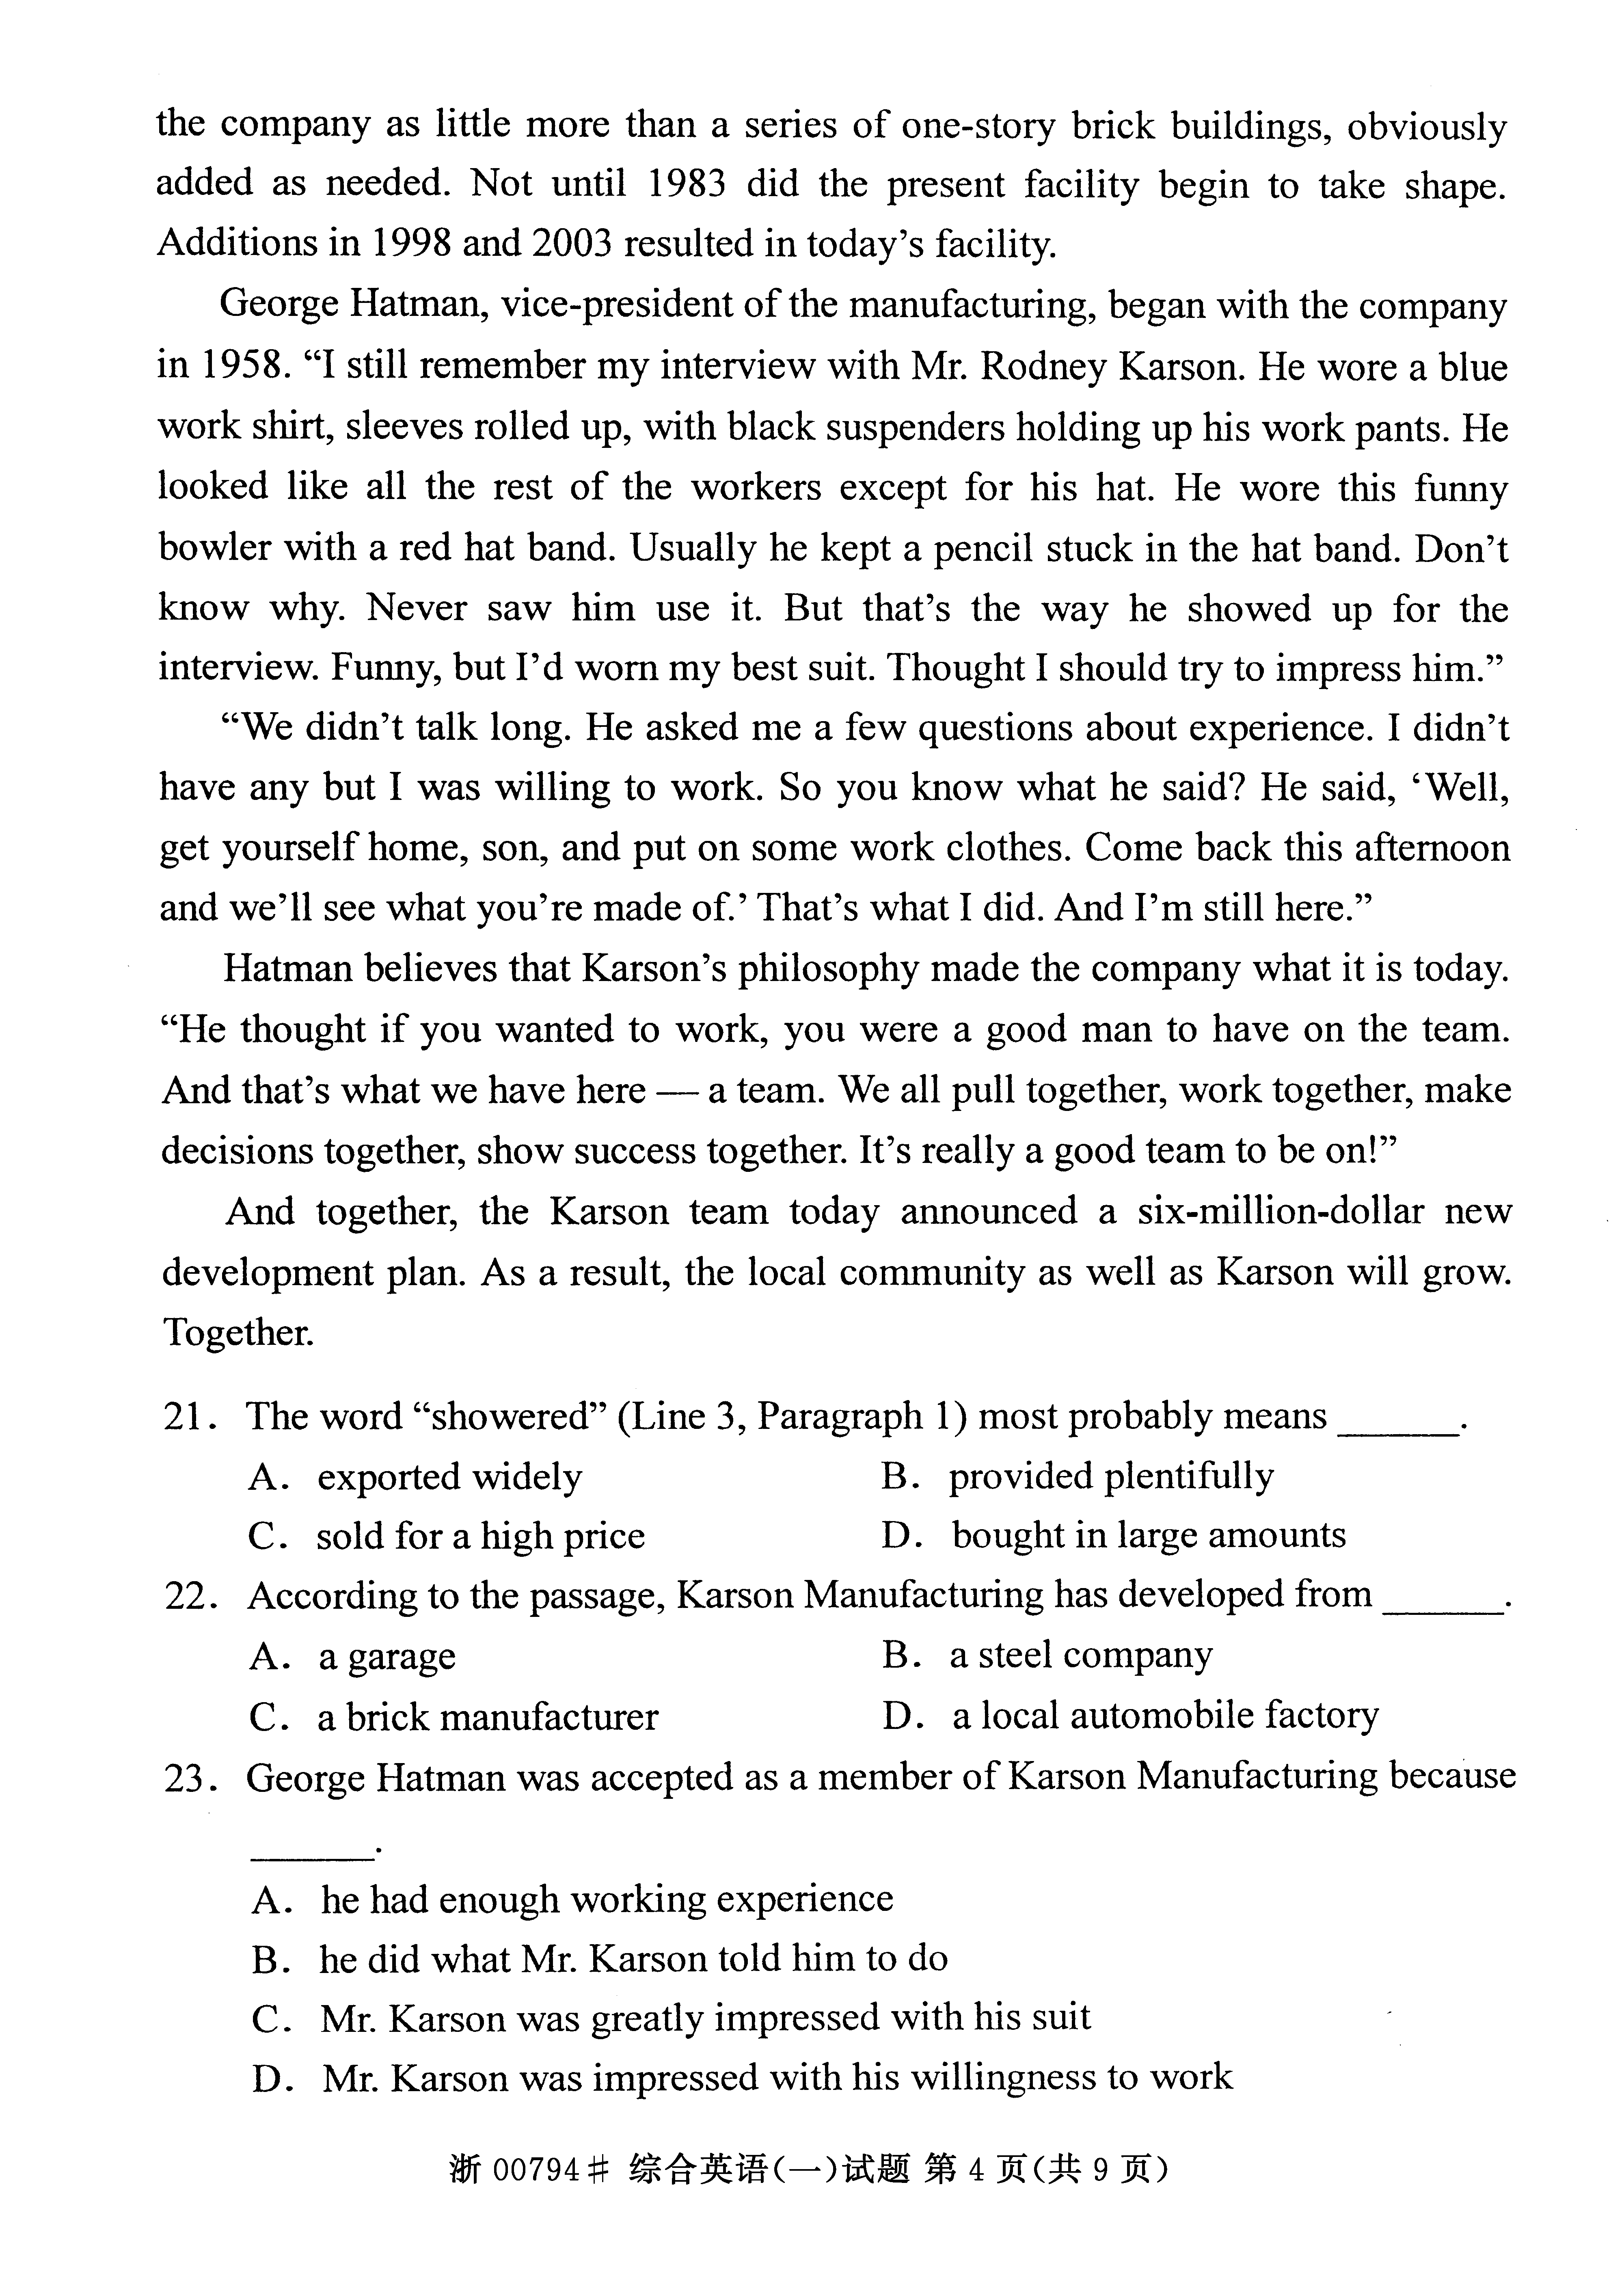 the company as little more than a series of one-story brick buildings, obviously
added as needed. Not until 1983 did the present facility begin to take shape.
Additions in 1998 and 2003 resulted in today's facility.
George Hatman, vice-president of the manufacturing, began with the company
in 1958. “I still remember my interview with Mr. Rodney Karson. He wore a blue
work shirt, sleeves rolled up, with black suspenders holding up his work pants. He
looked like all the rest of the workers except for his hat. He wore this funny
bowler with a red hat band. Usually he kept a pencil stuck in the hat band. Don't
know why. Never saw him use it. But that's the way he showed up for the
interview. Funny, but I'd worn my best suit. Thought I should try to impress him.”
“We didn't talk long. He asked me a few questions about experience. I didn't
have any but I was willing to work. So you know what he said? He said, ‘Well,
get yourself home, son, and put on some work clothes. Come back this afternoon
and we'll see what you're made of.’ That's what I did. And I'm still here.”
Hatman believes that Karson's philosophy made the company what it is today.
“He thought if you wanted to work, you were a good man to have on the team.
And that's what we have here — a team. We all pull together, work together, make
decisions together, show success together. It's really a good team to be on!”
And together, the Karson team today announced a six-million-dollar new
development plan. As a result, the local community as well as Karson will grow.
Together.
21. The word “showered” (Line 3, Paragraph 1) most probably means ______.
A. exported widely B. provided plentifully
C. sold for a high price D. bought in large amounts
22. According to the passage, Karson Manufacturing has developed from ______.
A. a garage B. a steel company
C. a brick manufacturer D. a local automobile factory
23. George Hatman was accepted as a member of Karson Manufacturing because
______.
A. he had enough working experience
B. he did what Mr. Karson told him to do
C. Mr. Karson was greatly impressed with his suit
D. Mr. Karson was impressed with his willingness to work
浙 00794# 综合英语(一)试题 第 4 页(共 9 页)